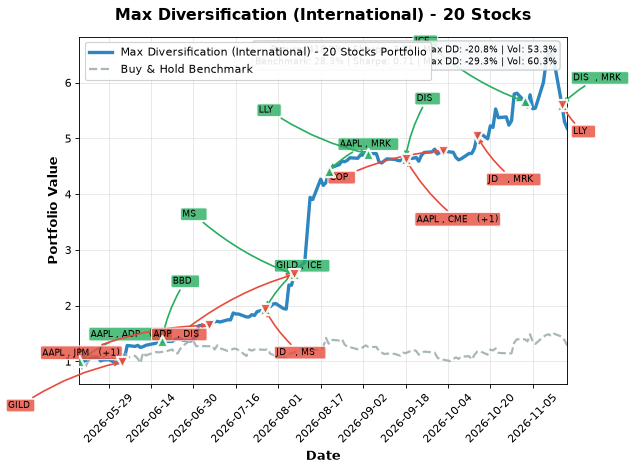 Max Diversification (International) - 20 Stocks
Max Diversification (International) - 20 Stocks Portfolio
Buy & Hold Benchmark
Max DD: -20.8% | Vol: 53.3%
Benchmark: 28.3% | Sharpe: 0.71 | Max DD: -29.3% | Vol: 60.3%
ICE
DIS , MRK
LLY
DIS
LLY
AAPL , MRK
COP
JD , MRK
AAPL , CME (+1)
MS
GILD , ICE
BBD
AAPL , ADP
ADP , DIS
AAPL , JPM (+1)
JD , MS
GILD
Portfolio Value
6
5
4
3
2
1
2026-05-29
2026-06-14
2026-06-30
2026-07-16
2026-08-01
2026-08-17
2026-09-02
2026-09-18
2026-10-04
2026-10-20
2026-11-05
Date